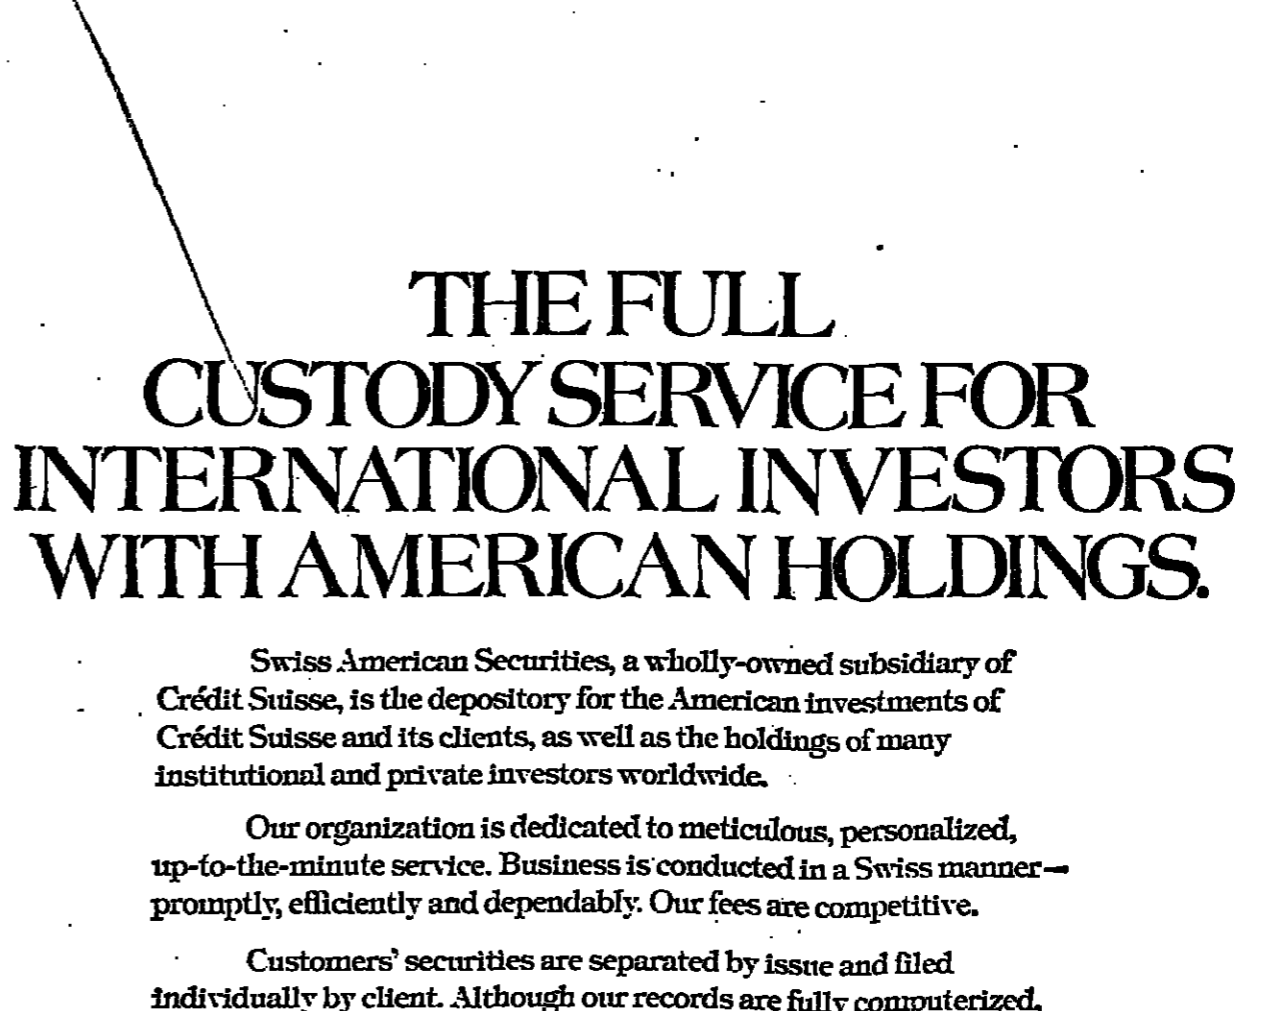 THE FULL
CUSTODY SERVICE FOR
INTERNATIONAL INVESTORS
WITH AMERICAN HOLDINGS.
Swiss American Securities, a wholly-owned subsidiary of
Crédit Suisse, is the depository for the American investments of
Crédit Suisse and its clients, as well as the holdings of many
institutional and private investors worldwide.
Our organization is dedicated to meticulous, personalized,
up-to-the-minute service. Business is conducted in a Swiss manner—
promptly, efficiently and dependably. Our fees are competitive.
Customers' securities are separated by issue and filed
individually by client. Although our records are fully computerized,